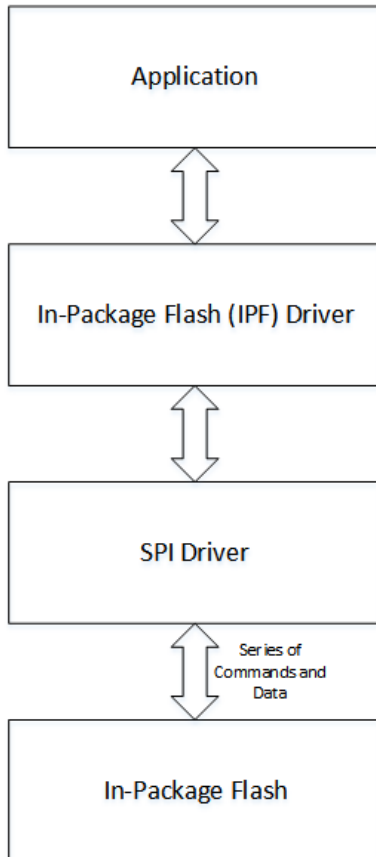 Application
In-Package Flash (IPF) Driver
SPI Driver
Series of
Commands and
Data
In-Package Flash